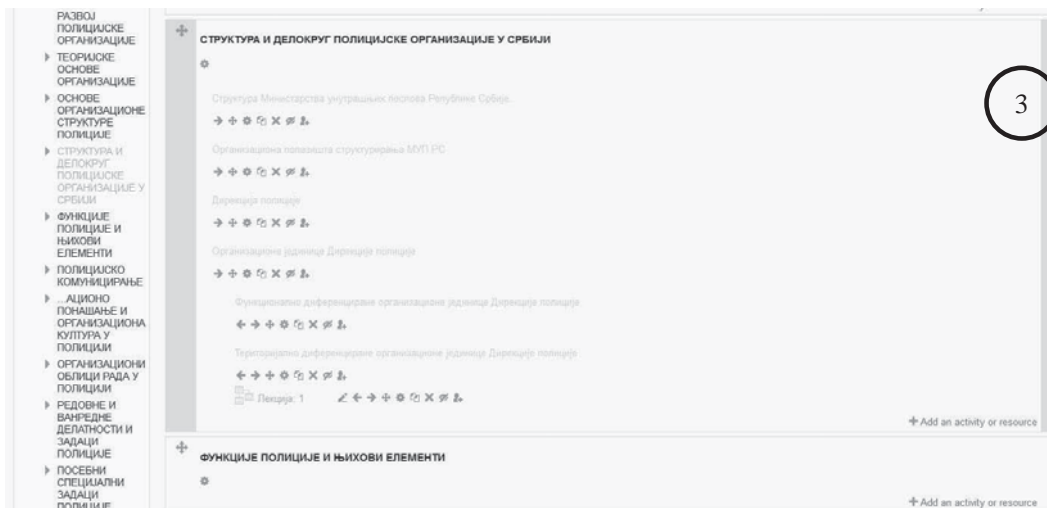 РАЗВОЈ
ПОЛИЦИЈСКЕ
ОРГАНИЗАЦИЈЕ
ТЕОРИЈСКЕ
ОСНОВЕ
ОРГАНИЗАЦИЈЕ
ОСНОВЕ
ОРГАНИЗАЦИОНЕ
СТРУКТУРЕ
ПОЛИЦИЈЕ
СТРУКТУРА И
ДЕЛОКРУГ
ПОЛИЦИЈСКЕ
ОРГАНИЗАЦИЈЕ У
СРБИЈИ
ФУНКЦИЈЕ
ПОЛИЦИЈЕ И
ЊИХОВИ
ЕЛЕМЕНТИ
ПОЛИЦИЈСКО
КОМУНИЦИРАЊЕ
...АЦИОНО
ПОНАШАЊЕ И
ОРГАНИЗАЦИОНА
КУЛТУРА У
ПОЛИЦИЈИ
ОРГАНИЗАЦИОНИ
ОБЛИЦИ РАДА У
ПОЛИЦИЈИ
РЕДОВНЕ И
ВАНРЕДНЕ
ДЕЛАТНОСТИ И
ЗАДАЦИ
ПОЛИЦИЈЕ
ПОСЕБНИ
СПЕЦИЈАЛНИ
ЗАДАЦИ
ПОЛИЦИЈЕ
СТРУКТУРА И ДЕЛОКРУГ ПОЛИЦИЈСКЕ ОРГАНИЗАЦИЈЕ У СРБИЈИ
3
Структура Министарства унутрашњих послова Републике Србије.
Организациона полазишта структурирања МУП РС
Дирекција полиције
Организационе јединице Дирекције полиције
Функционално диференциране организационе јединице Дирекције полиције
Територијално диференциране организационе јединице Дирекције полиције
Лекција: 1
Add an activity or resource
ФУНКЦИЈЕ ПОЛИЦИЈЕ И ЊИХОВИ ЕЛЕМЕНТИ
Add an activity or resource